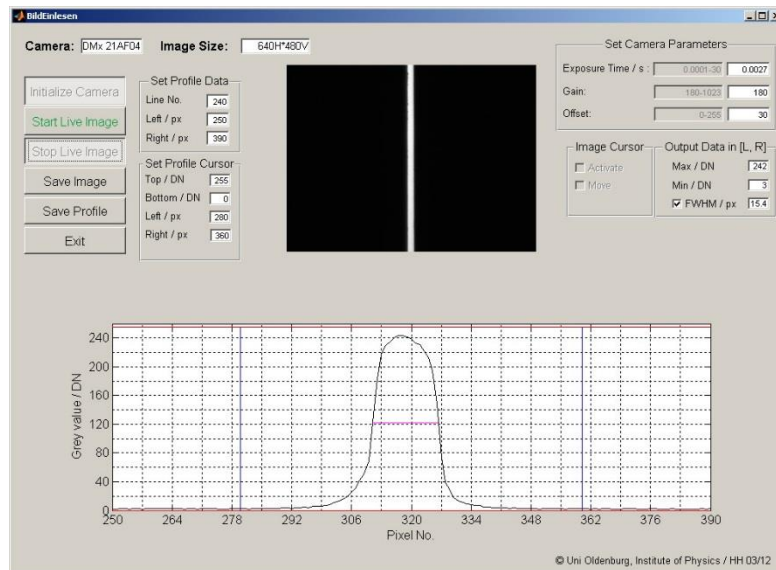 BildEinlesen
Camera: DMx 21AF04 Image Size: 640H*480V
Initialize Camera
Start Live Image
Stop Live Image
Save Image
Save Profile
Exit
Set Profile Data
Line No. 240
Left / px 250
Right / px 390
Set Profile Cursor
Top / DN 255
Bottom / DN 0
Left / px 280
Right / px 360
Set Camera Parameters
Exposure Time / s : 0.0001-30 0.0027
Gain: 180-1023 180
Offset: 0-255 30
Image Cursor
Activate
Move
Output Data in [L, R]
Max / DN 242
Min / DN 3
FWHM / px 15.4
Grey value / DN
240
200
160
120
80
40
0
250 264 278 292 306 320 334 348 362 376 390
Pixel No.
© Uni Oldenburg, Institute of Physics / HH 03/12